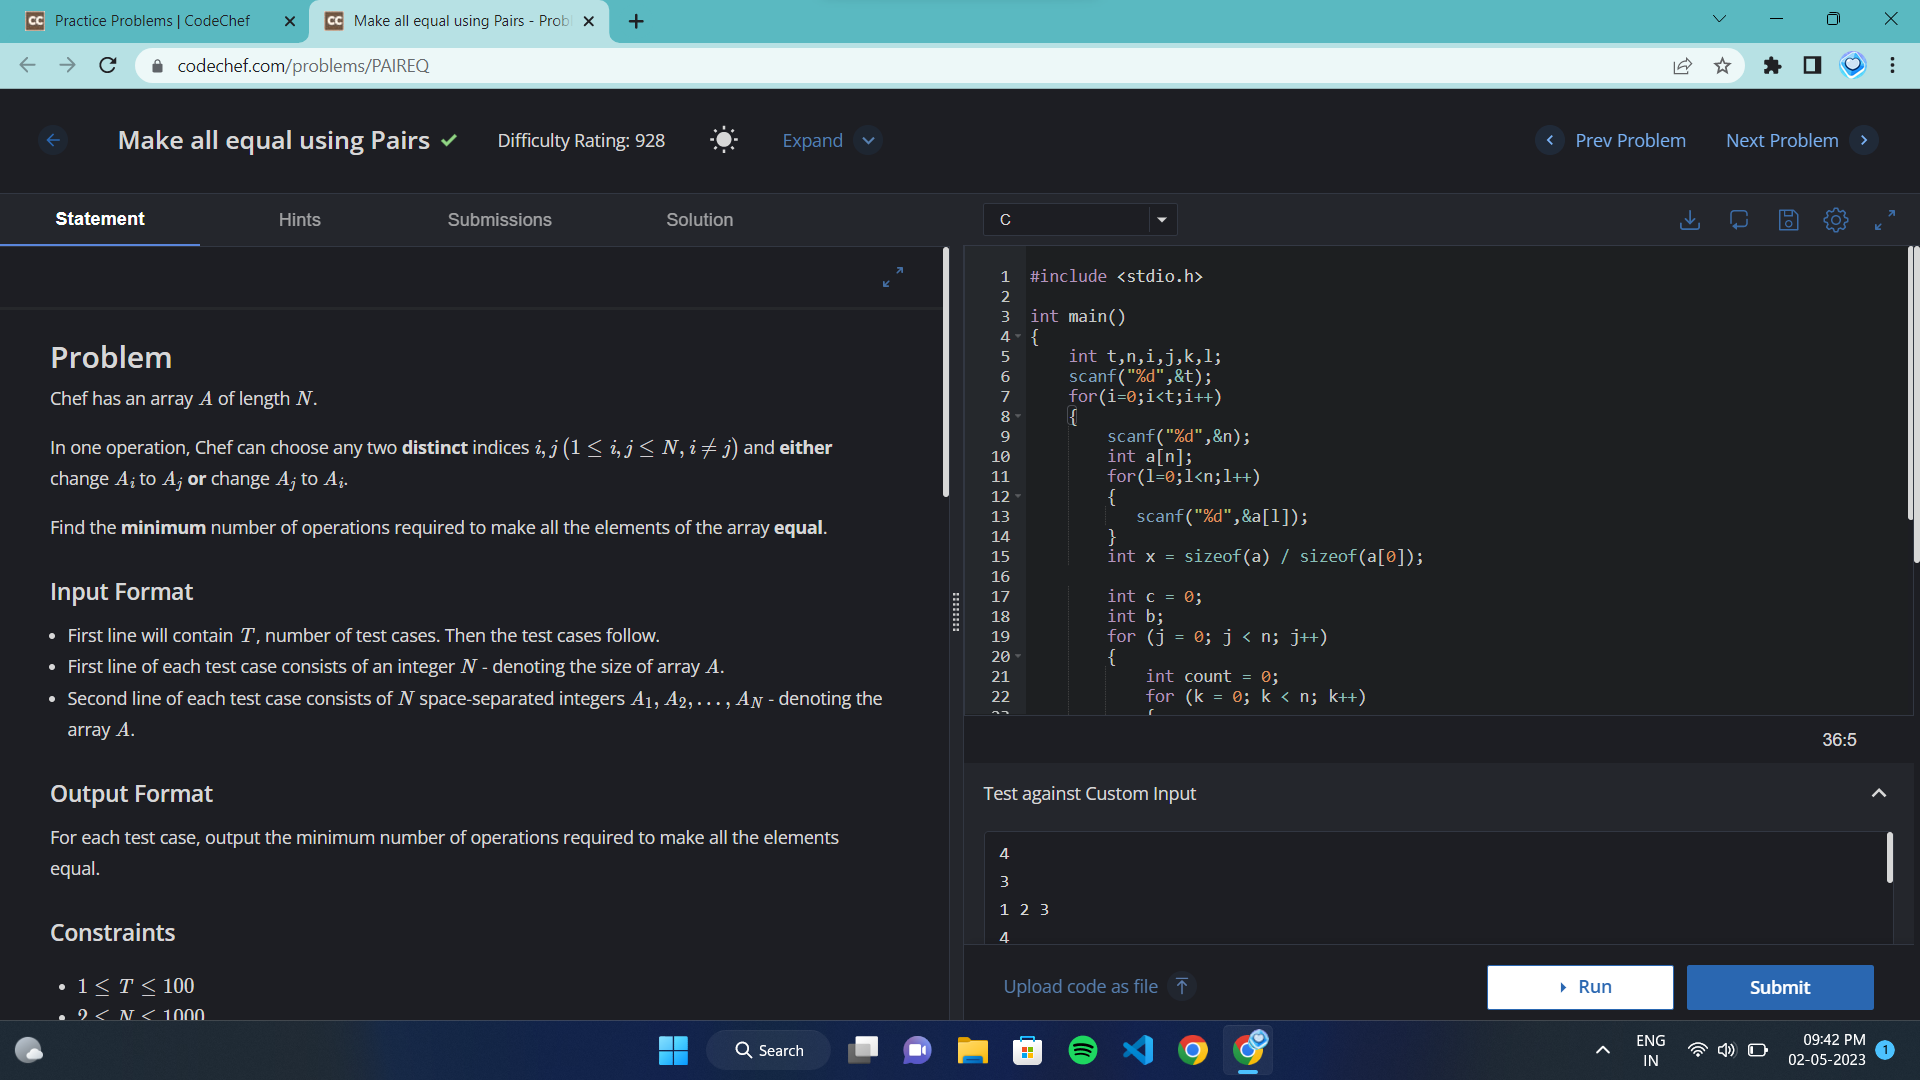 Practice Problems | CodeChef
Make all equal using Pairs - Prob
codechef.com/problems/PAIREQ
Make all equal using Pairs
Difficulty Rating: 928
Expand
Prev Problem
Next Problem
Statement
Hints
Submissions
Solution
C
Problem
Chef has an array A of length N.
In one operation, Chef can choose any two distinct indices i, j (1 ≤ i, j ≤ N, i ≠ j) and either
change A_i to A_j or change A_j to A_i.
Find the minimum number of operations required to make all the elements of the array equal.
Input Format
• First line will contain T, number of test cases. Then the test cases follow.
• First line of each test case consists of an integer N - denoting the size of array A.
• Second line of each test case consists of N space-separated integers A_1, A_2, ..., A_N - denoting the
array A.
Output Format
For each test case, output the minimum number of operations required to make all the elements
equal.
Constraints
• 1 ≤ T ≤ 100
• 2 ≤ N ≤ 1000
1 #include <stdio.h>
2
3 int main()
4 {
5 int t,n,i,j,k,l;
6 scanf("%d",&t);
7 for(i=0;i<t;i++)
8 {
9 scanf("%d",&n);
10 int a[n];
11 for(l=0;l<n;l++)
12 {
13 scanf("%d",&a[l]);
14 }
15 int x = sizeof(a) / sizeof(a[0]);
16
17 int c = 0;
18 int b;
19 for (j = 0; j < n; j++)
20 {
21 int count = 0;
22 for (k = 0; k < n; k++)
23 {
36:5
Test against Custom Input
4
3
1 2 3
4
Upload code as file
Run
Submit
Search
ENG
IN
09:42 PM
02-05-2023
1